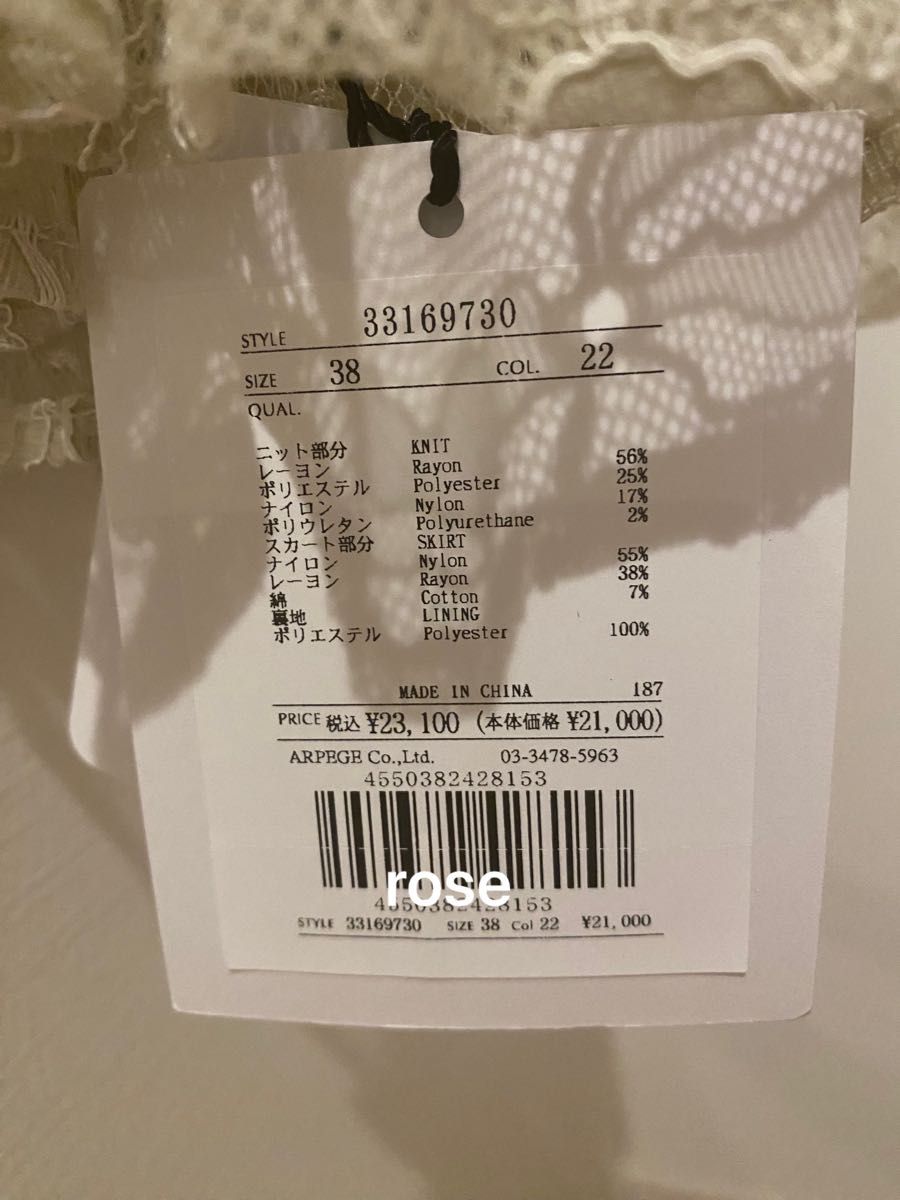 STYLE 33169730
SIZE 38 COL. 22
QUAL.
ニット部分 KNIT
レーヨン Rayon 56%
ポリエステル Polyester 25%
ナイロン Nylon 17%
ポリウレタン Polyurethane 2%
スカート部分 SKIRT
ナイロン Nylon 55%
レーヨン Rayon 38%
綿 Cotton 7%
裏地 LINING
ポリエステル Polyester 100%
MADE IN CHINA 187
PRICE 税込 ¥23,100 (本体価格 ¥21,000)
ARPEGE Co.,Ltd. 03-3478-5963
4550382428153
rose
4550382428153
STYLE 33169730 SIZE 38 Col 22 ¥21,000